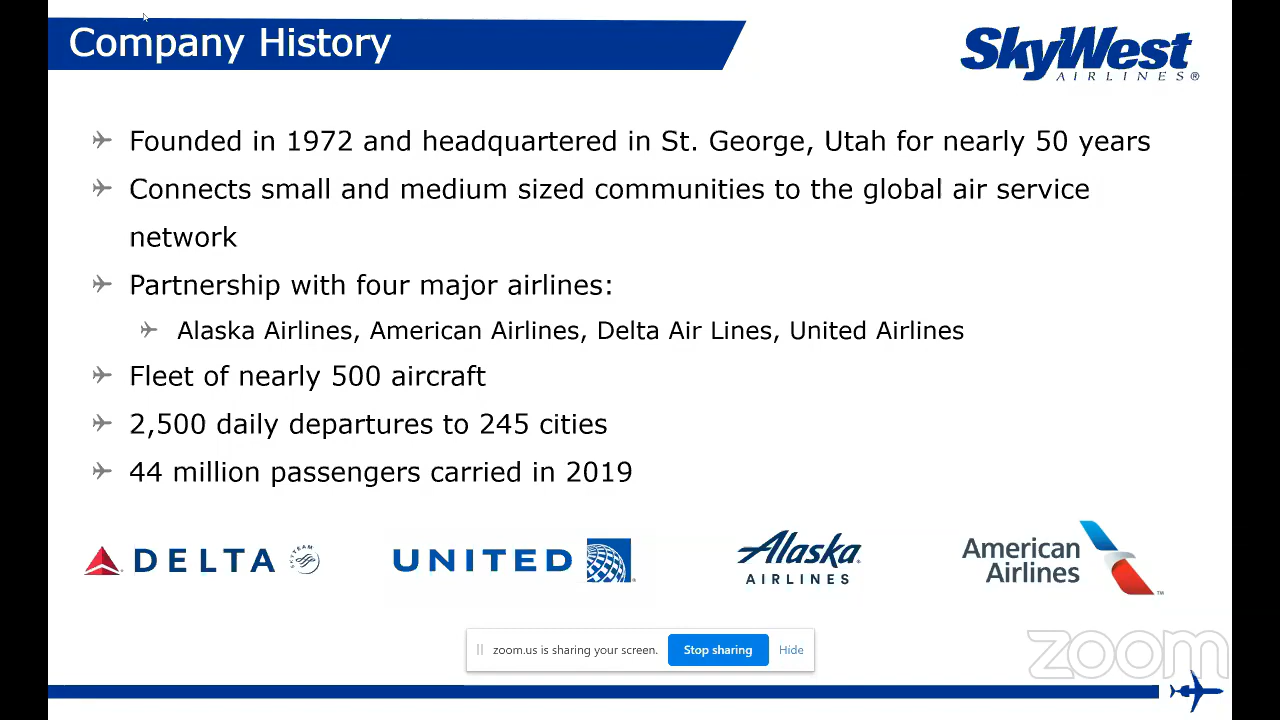 Company History
SkyWest
AIRLINES®
Founded in 1972 and headquartered in St. George, Utah for nearly 50 years
Connects small and medium sized communities to the global air service
network
Partnership with four major airlines:
Alaska Airlines, American Airlines, Delta Air Lines, United Airlines
Fleet of nearly 500 aircraft
2,500 daily departures to 245 cities
44 million passengers carried in 2019
DELTA SKYTEAM
UNITED
Alaska
AIRLINES
American
Airlines™
zoom.us is sharing your screen. Stop sharing Hide
zoom